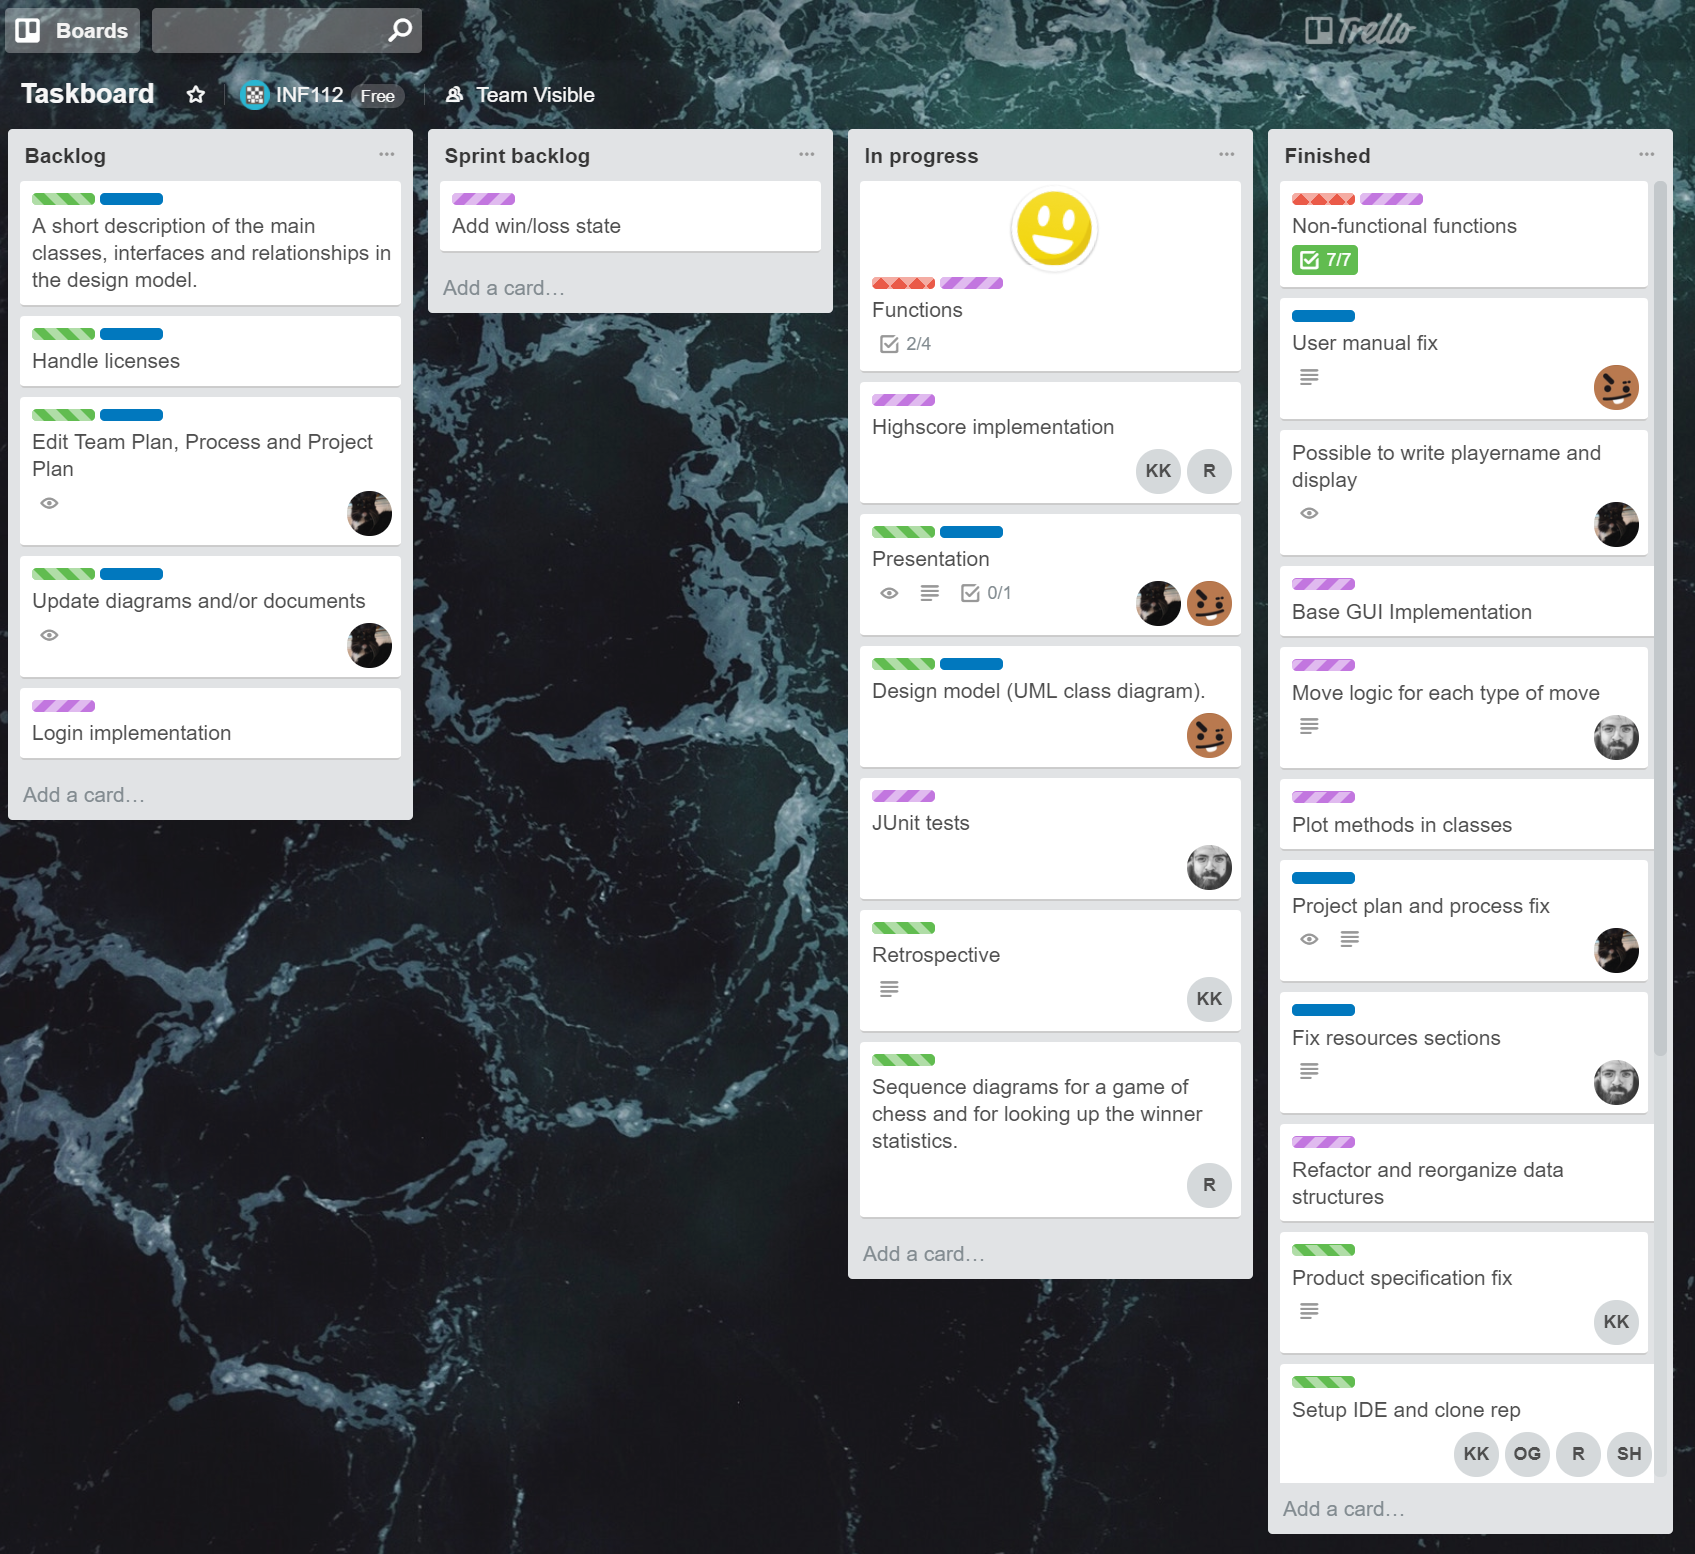 Boards
Trello
Taskboard
INF112 Free
Team Visible
Backlog
A short description of the main
classes, interfaces and relationships in
the design model.
Handle licenses
Edit Team Plan, Process and Project
Plan
Update diagrams and/or documents
Login implementation
Add a card…
Sprint backlog
Add win/loss state
Add a card…
In progress
Functions
2/4
Highscore implementation
KK R
Presentation
0/1
Design model (UML class diagram).
JUnit tests
Retrospective
KK
Sequence diagrams for a game of
chess and for looking up the winner
statistics.
R
Add a card…
Finished
Non-functional functions
7/7
User manual fix
Possible to write playername and
display
Base GUI Implementation
Move logic for each type of move
Plot methods in classes
Project plan and process fix
Fix resources sections
Refactor and reorganize data
structures
Product specification fix
KK
Setup IDE and clone rep
KK OG R SH
Add a card…